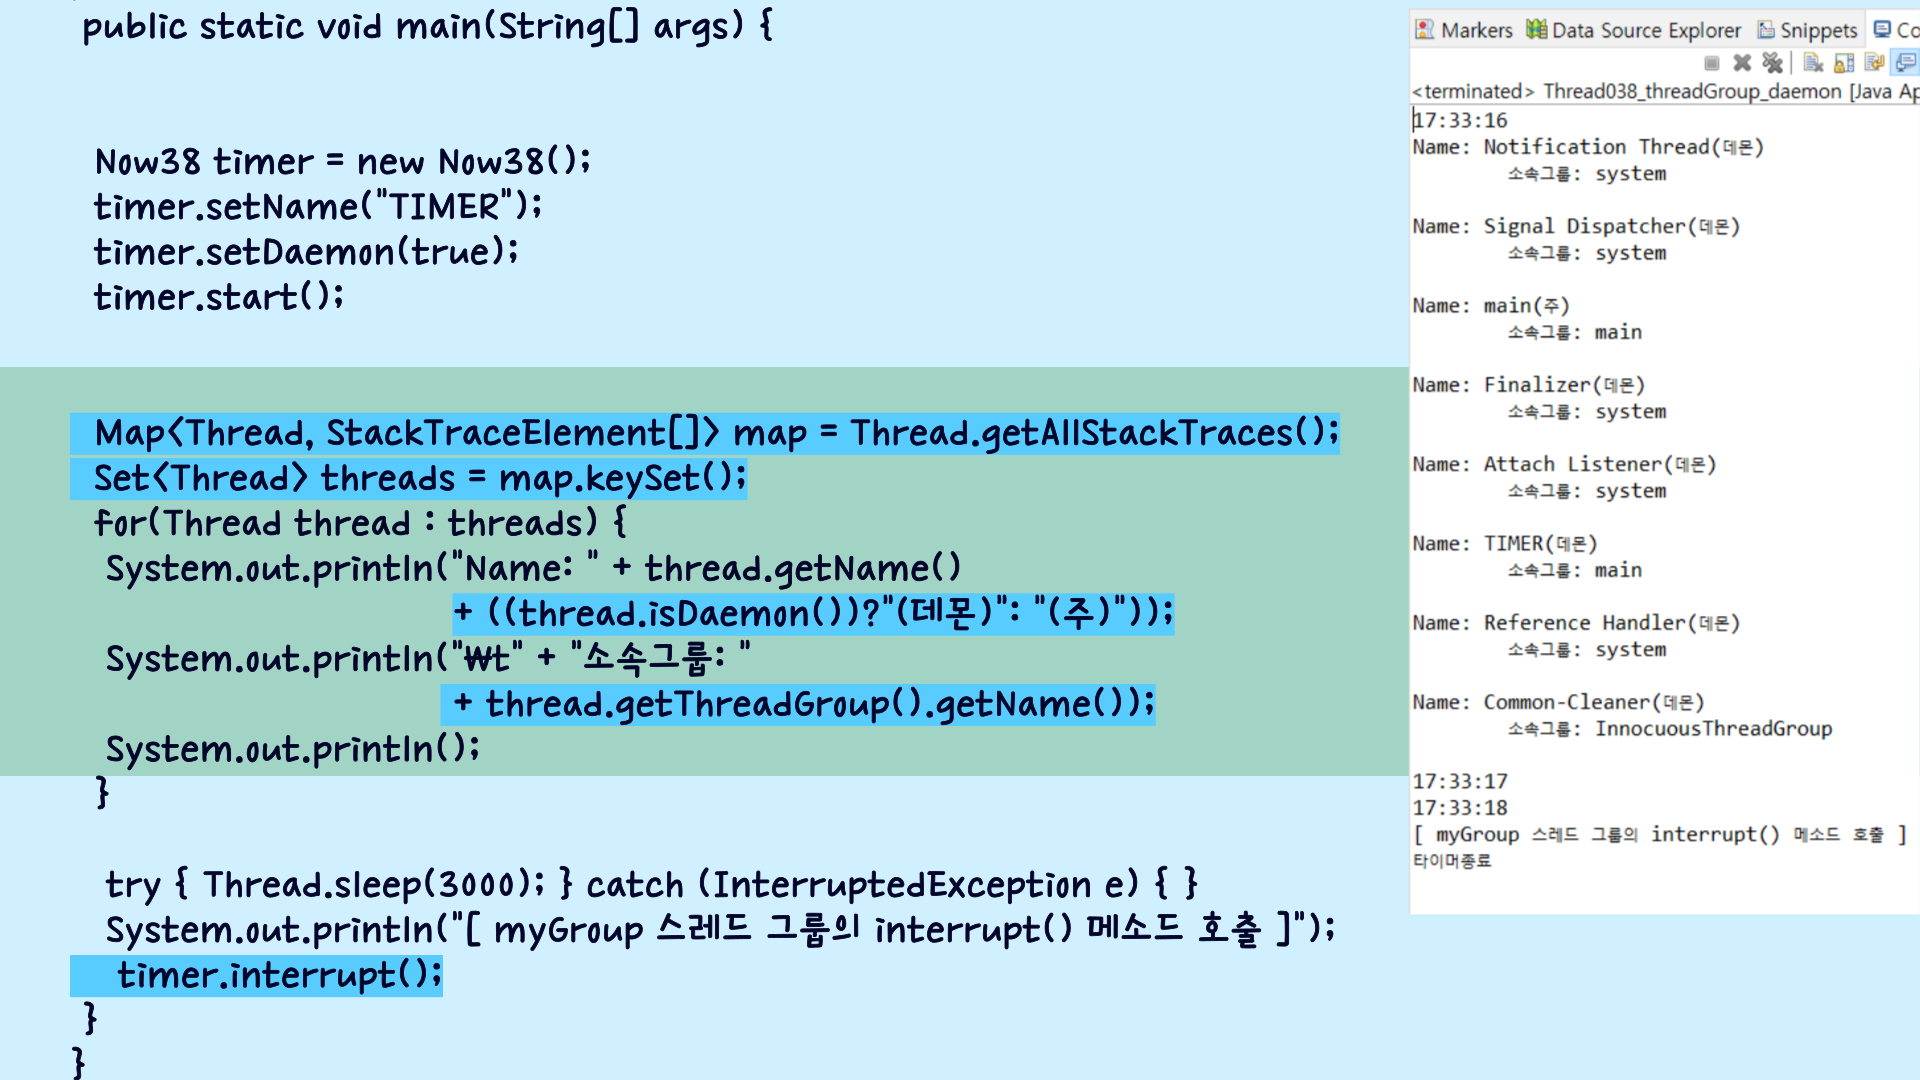 public static void main(String[] args) {
Now38 timer = new Now38();
timer.setName("TIMER");
timer.setDaemon(true);
timer.start();
Map<Thread, StackTraceElement[]> map = Thread.getAllStackTraces();
Set<Thread> threads = map.keySet();
for(Thread thread : threads) {
System.out.println("Name: " + thread.getName()
+ ((thread.isDaemon())?"(데몬)": "(주)"));
System.out.println("₩t" + "소속그룹: "
+ thread.getThreadGroup().getName());
System.out.println();
}
try { Thread.sleep(3000); } catch (InterruptedException e) { }
System.out.println("[ myGroup 스레드 그룹의 interrupt() 메소드 호출 ]");
timer.interrupt();
}
}
Markers Data Source Explorer Snippets Co
<terminated> Thread038_threadGroup_daemon [Java Ap
17:33:16
Name: Notification Thread(데몬)
소속그룹: system
Name: Signal Dispatcher(데몬)
소속그룹: system
Name: main(주)
소속그룹: main
Name: Finalizer(데몬)
소속그룹: system
Name: Attach Listener(데몬)
소속그룹: system
Name: TIMER(데몬)
소속그룹: main
Name: Reference Handler(데몬)
소속그룹: system
Name: Common-Cleaner(데몬)
소속그룹: InnocuousThreadGroup
17:33:17
17:33:18
[ myGroup 스레드 그룹의 interrupt() 메소드 호출 ]
타이머종료